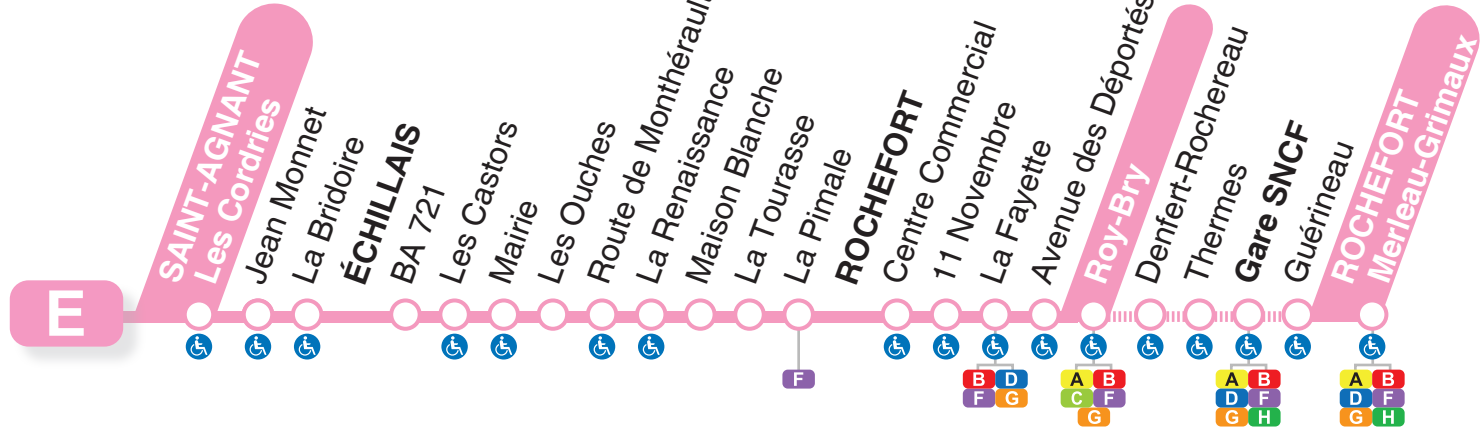 E
SAINT-AGNANT
Les Cordries
Jean Monnet
La Bridoire
ÉCHILLAIS
BA 721
Les Castors
Mairie
Les Ouches
Route de Monthérault
La Renaissance
Maison Blanche
La Tourasse
La Pimale
F
ROCHEFORT
Centre Commercial
11 Novembre
La Fayette
B D
F G
Avenue des Déportés
Roy-Bry
A B
C F
G
Denfert-Rochereau
Thermes
Gare SNCF
A B
D F
G H
Guérineau
ROCHEFORT
Merleau-Grimaux
A B
D F
G H